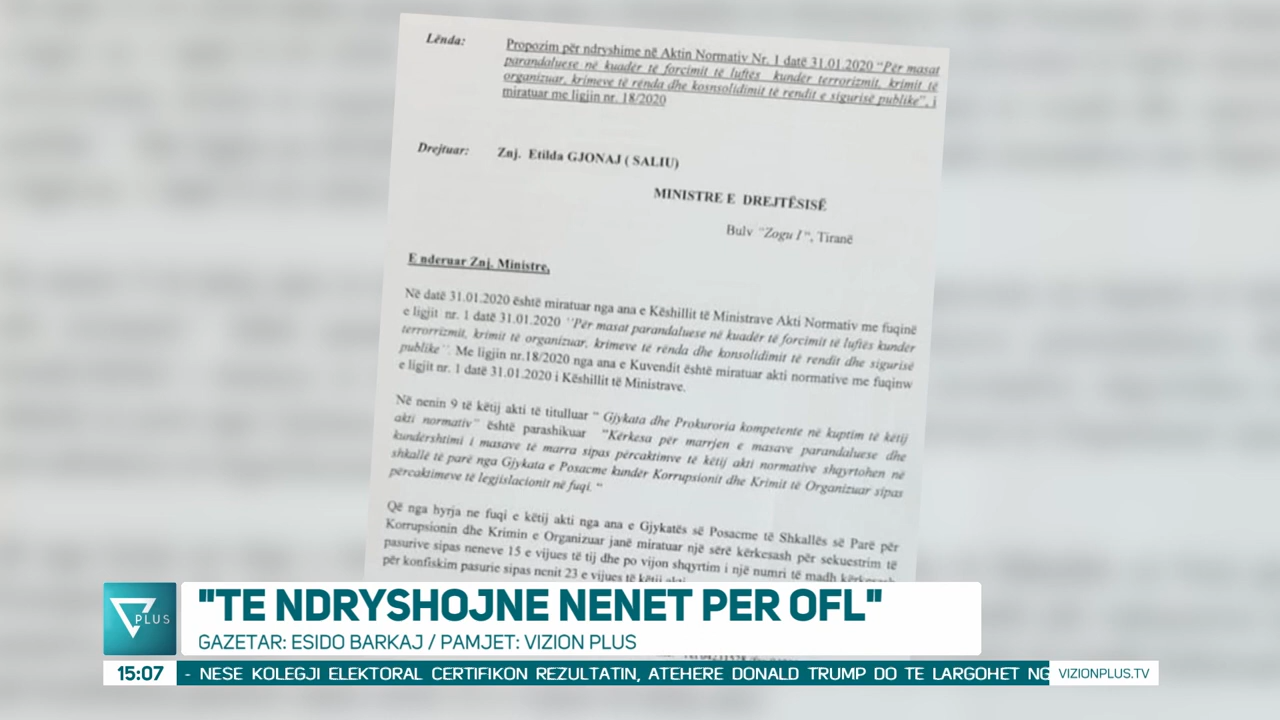 Lënda: Propozim për ndryshime në Aktin Normativ Nr. 1 datë 31.01.2020 "Për masat
parandaluese në kuadër të forcimit të luftës kundër terrorizmit, krimit të
organizuar, krimeve të rënda dhe kosnsolidimit të rendit e sigurisë publike", i
miratuar me ligjin nr. 18/2020
Drejtuar: Znj. Etilda GJONAJ ( SALIU)
MINISTRE E DREJTËSISË
Bulv "Zogu I", Tiranë
E nderuar Znj. Ministre,
Në datë 31.01.2020 është miratuar nga ana e Këshillit të Ministrave Akti Normativ me fuqinë
e ligjit nr. 1 datë 31.01.2020 "Për masat parandaluese në kuadër të forcimit të luftës kundër
terrorrizmit, krimit të organizuar, krimeve të rënda dhe konsolidimit të rendit dhe sigurisë
publike". Me ligjin nr.18/2020 nga ana e Kuvendit është miratuar akti normative me fuqinw
e ligjit nr. 1 datë 31.01.2020 i Këshillit të Ministrave.
Në nenin 9 të këtij akti të titulluar " Gjykata dhe Prokuroria kompetente në kuptim të këtij
akti normativ" është parashikuar "Kërkesa për marrjen e masave parandaluese dhe
kundërshtimi i masave të marra sipas përcaktimve të këtij akti normative shqyrtohen në
shkallë të parë nga Gjykata e Posacme kundër Korrupsionit dhe Krimit të Organizuar sipas
përcaktimeve të legjislacionit në fuqi. "
Që nga hyrja ne fuqi e këtij akti nga ana e Gjykatës së Posacme të Shkallës së Parë për
Korrupsionin dhe Krimin e Organizuar janë miratuar një sërë kërkesash për sekuestrim të
pasurive sipas neneve 15 e vijues të tij dhe po vijon shqyrtim i një numri të madh kërkesash
për konfiskim pasurie sipas nenit 23 e vijues të këtij akti
PLUS
"TE NDRYSHOJNE NENET PER OFL"
GAZETAR: ESIDO BARKAJ / PAMJET: VIZION PLUS
15:07 - NESE KOLEGJI ELEKTORAL CERTIFIKON REZULTATIN, ATEHERE DONALD TRUMP DO TE LARGOHET NG VIZIONPLUS.TV